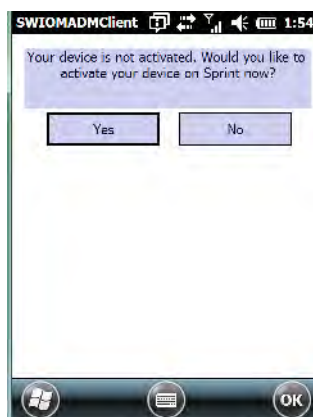 SWIOMADMClient 1:54
Your device is not activated. Would you like to
activate your device on Sprint now?
Yes No
OK